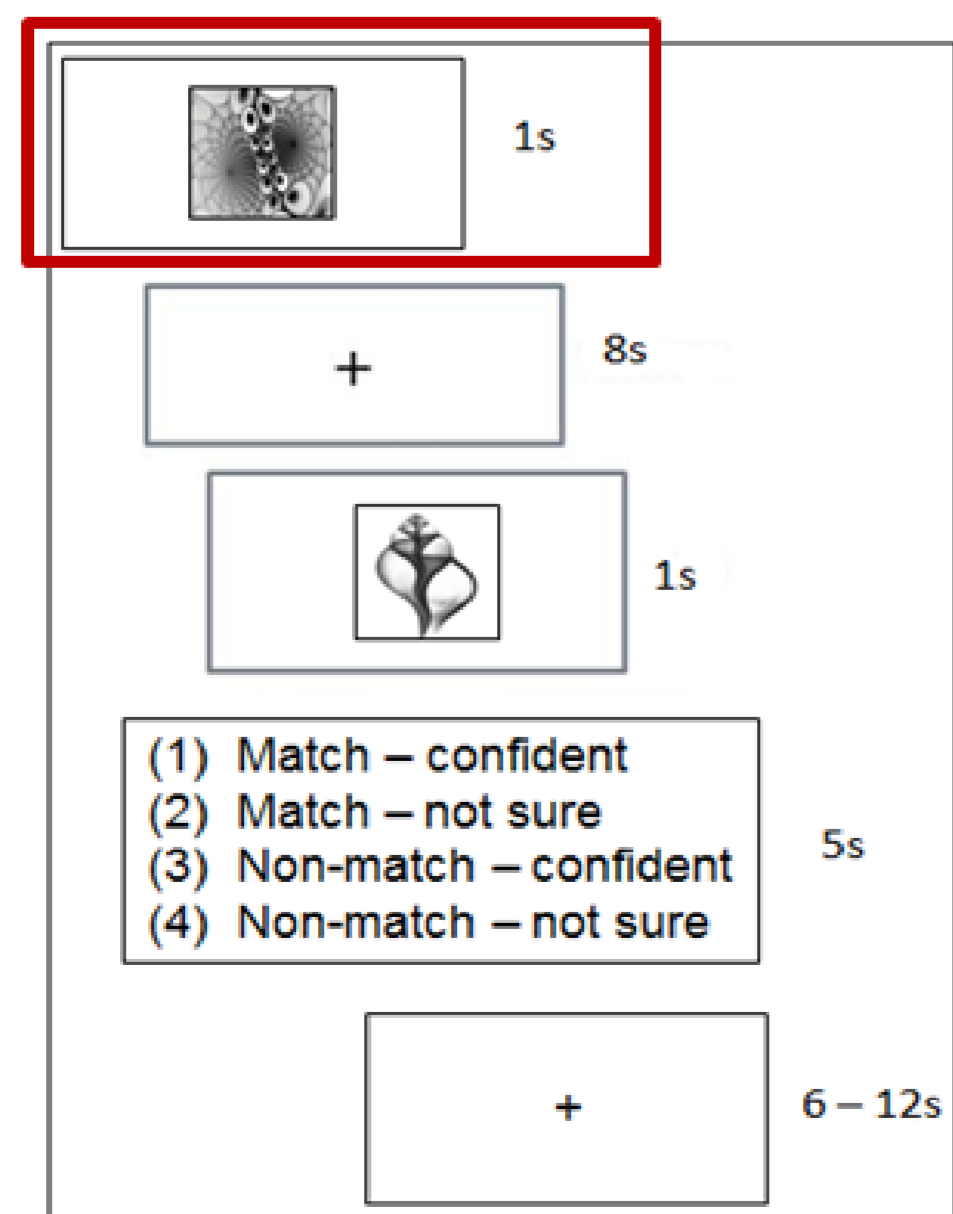 1s
+
8s
1s
(1) Match – confident
(2) Match – not sure
(3) Non-match – confident
(4) Non-match – not sure
5s
+
6 – 12s